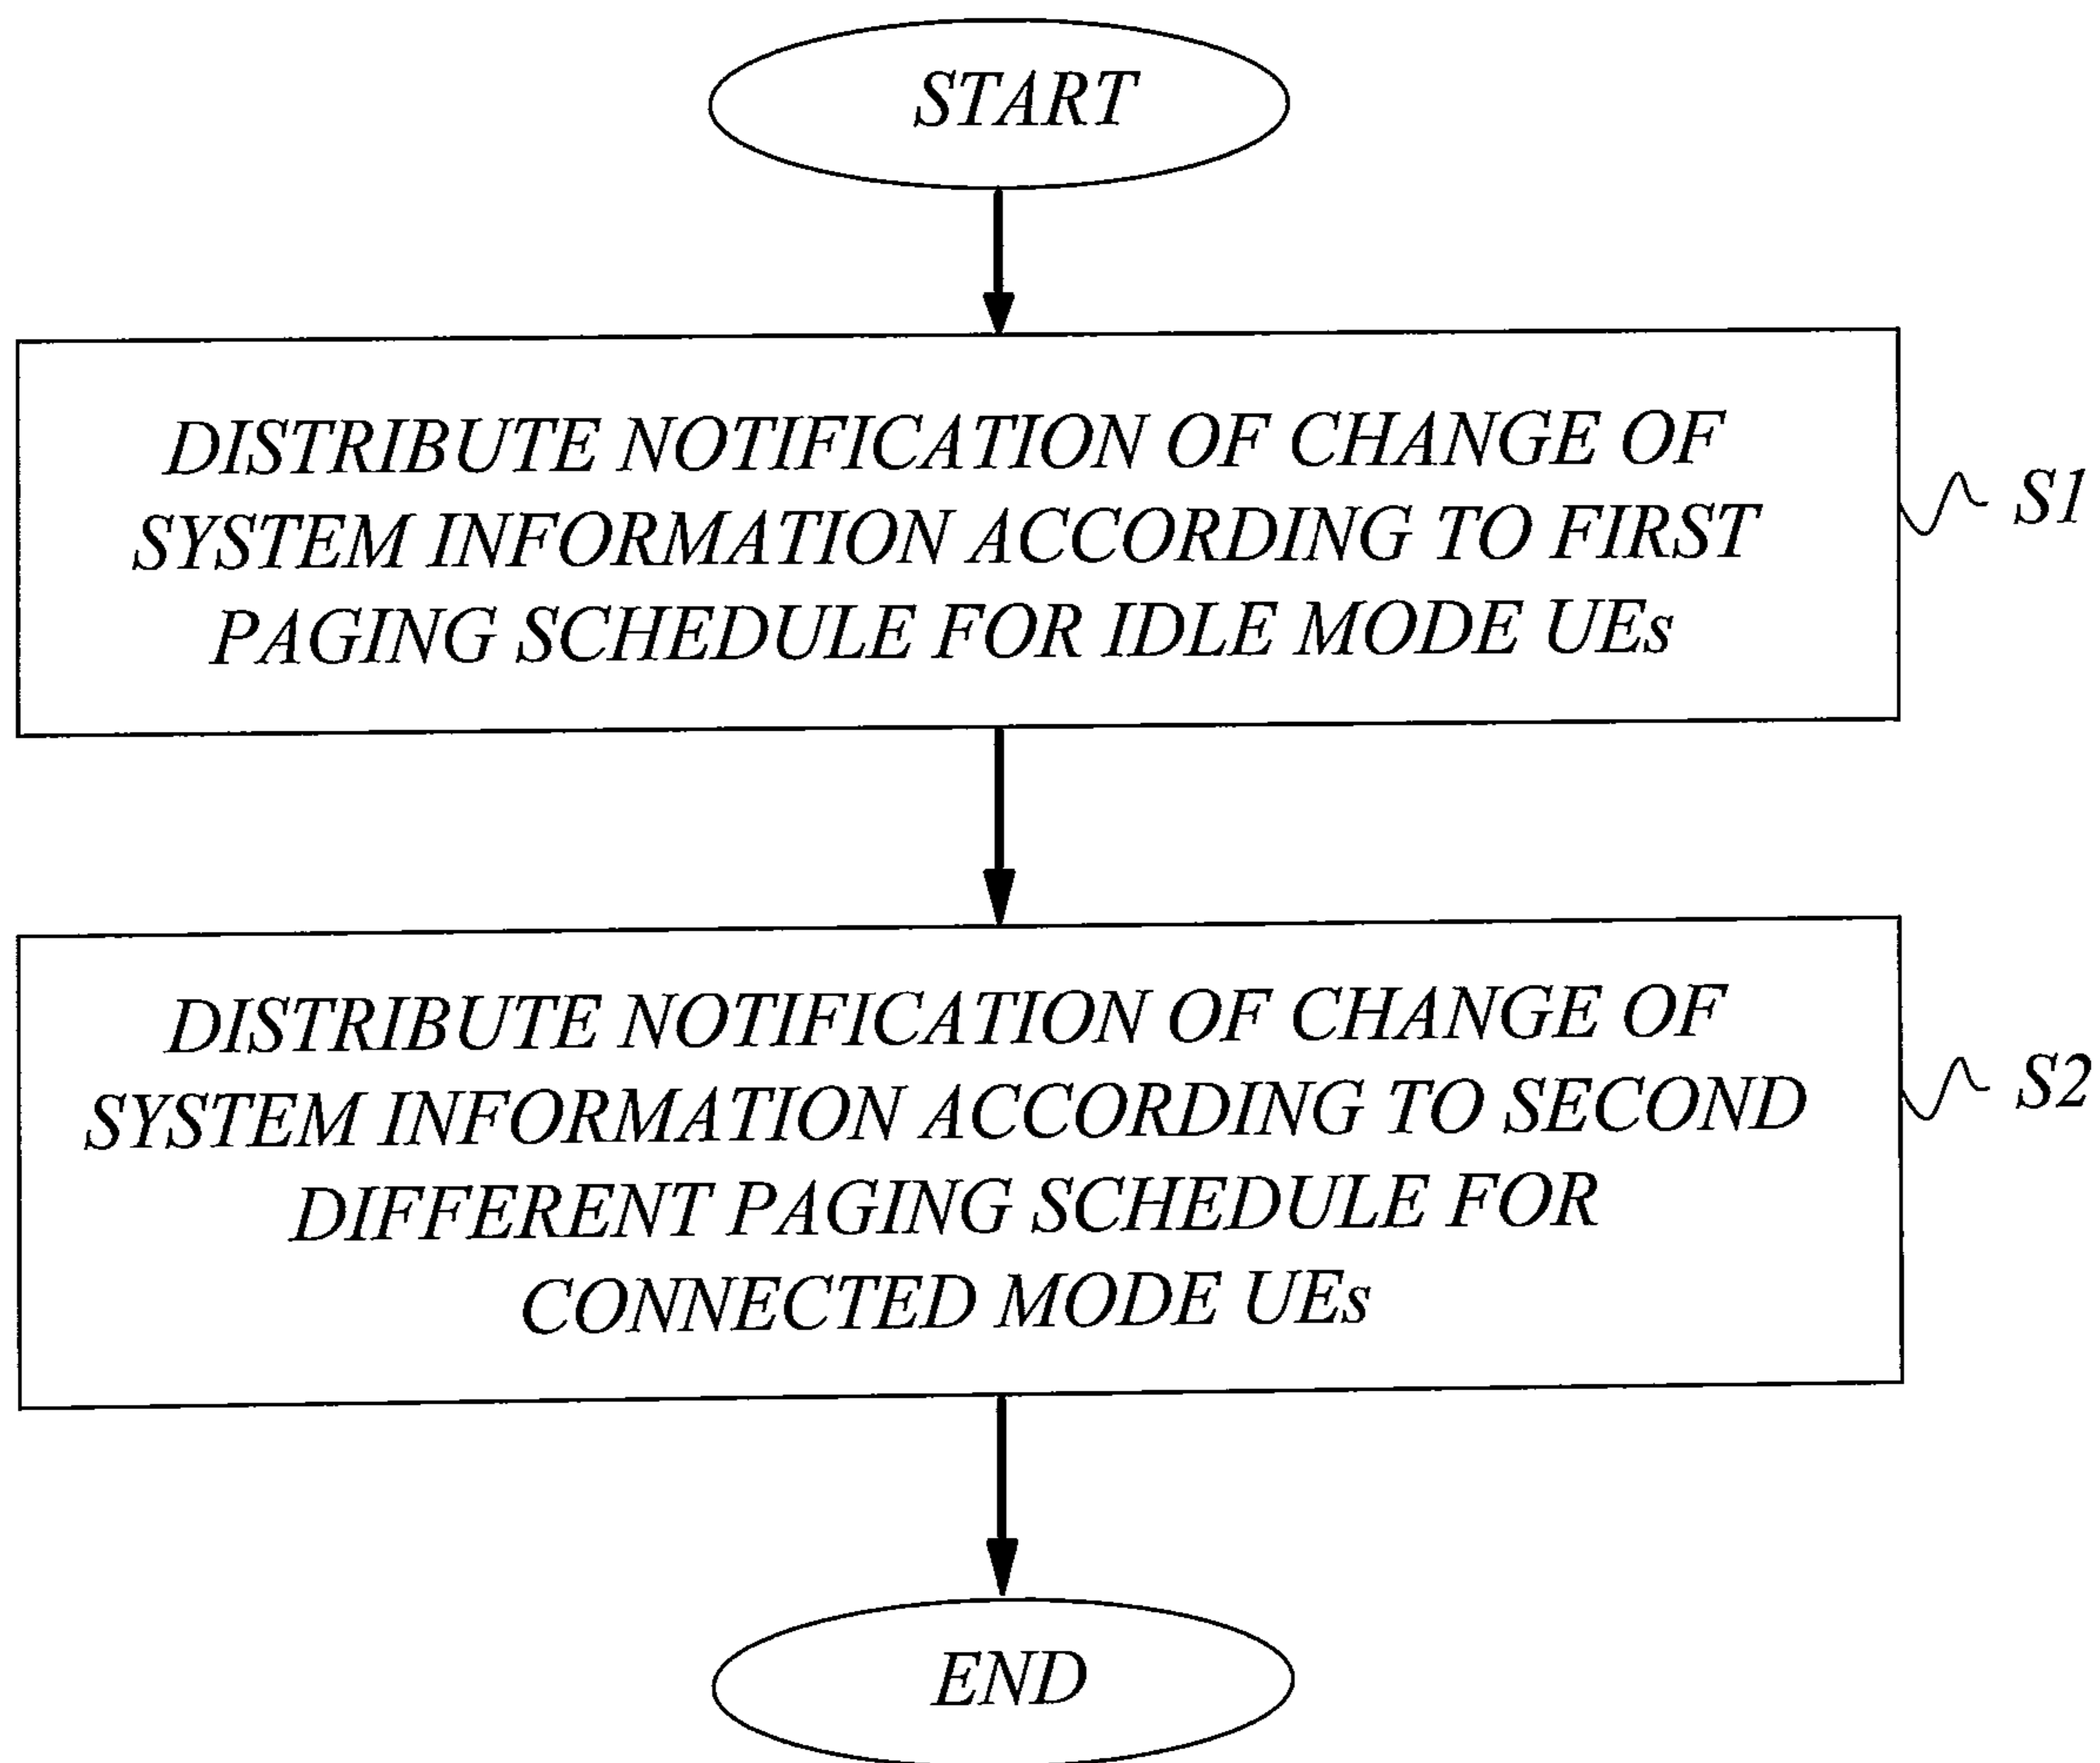 START
DISTRIBUTE NOTIFICATION OF CHANGE OF
SYSTEM INFORMATION ACCORDING TO FIRST
PAGING SCHEDULE FOR IDLE MODE UEs
S1
DISTRIBUTE NOTIFICATION OF CHANGE OF
SYSTEM INFORMATION ACCORDING TO SECOND
DIFFERENT PAGING SCHEDULE FOR
CONNECTED MODE UEs
S2
END